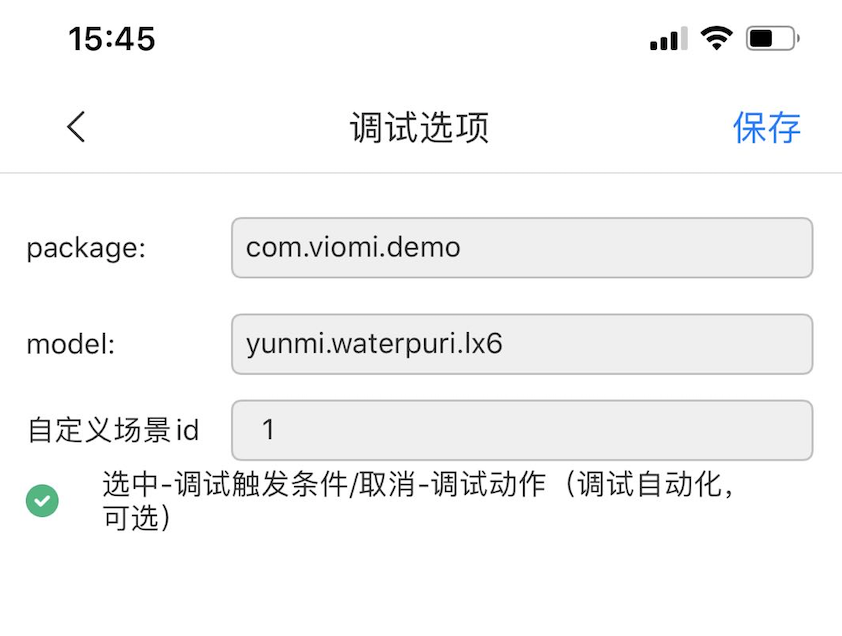 15:45
调试选项
保存
package:
com.viomi.demo
model:
yunmi.waterpuri.lx6
自定义场景id
1
选中-调试触发条件/取消-调试动作（调试自动化，
可选）